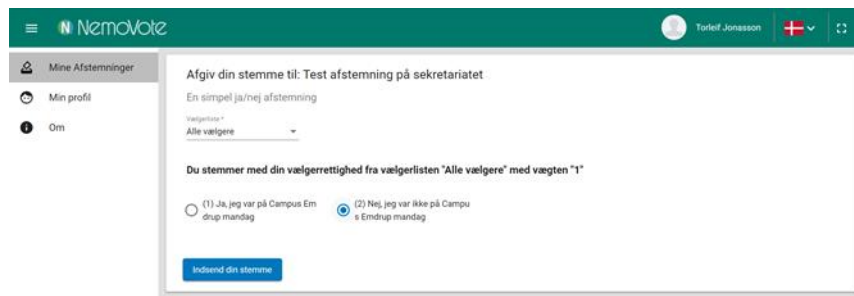 NemoVote
Torleif Jonasson
Mine Afstemninger
Min profil
Om
Afgiv din stemme til: Test afstemning på sekretariatet
En simpel ja/nej afstemning
Vælgerliste *
Alle vælgere
Du stemmer med din vælgerrettighed fra vælgerlisten "Alle vælgere" med vægten "1"
(1) Ja, jeg var på Campus Em
drup mandag
(2) Nej, jeg var ikke på Campu
s Emdrup mandag
Indsend din stemme